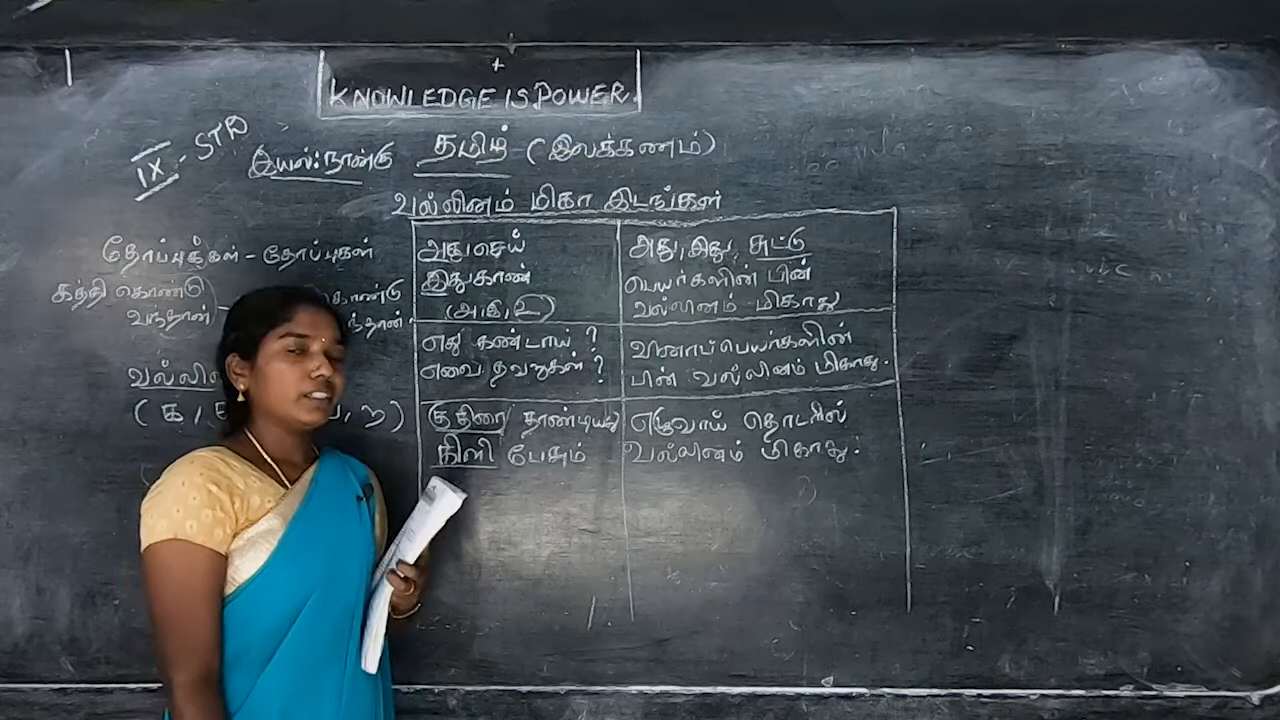 KNOWLEDGE IS POWER.
IX - STD
இயல்: நான்கு தமிழ் - (இலக்கணம்)
வல்லினம் மிகா இடங்கள்
தோப்புக்கள் - தோப்புகள்
கத்தி கொண்டு
வந்தான்
கொண்டு
ந்தான்.
வல்லின
(க, ப, ற)
அது செய்
இது காண்
(அ, இ, உ)
அது, இது, சுட்டு
பெயர்களின் பின்
வல்லினம் மிகாது
எது கண்டாய் ?
எவை தவறுகள் ?
வினாப்பெயர்களின்
பின் வல்லினம் மிகாது.
குதிரை தாண்டியது
கிளி பேசும்
எழுவாய் தொடரில்
வல்லினம் மிகாது.